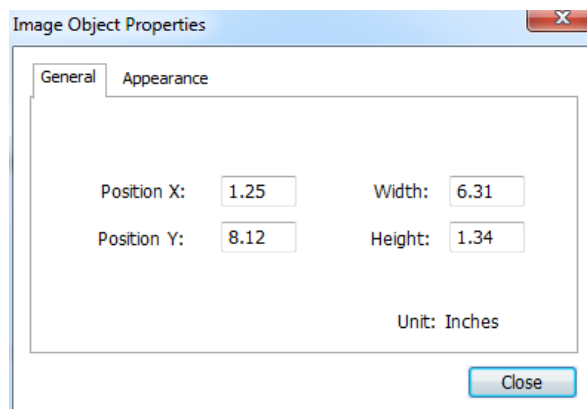 Image Object Properties
X
General Appearance
Position X: 1.25 Width: 6.31
Position Y: 8.12 Height: 1.34
Unit: Inches
Close